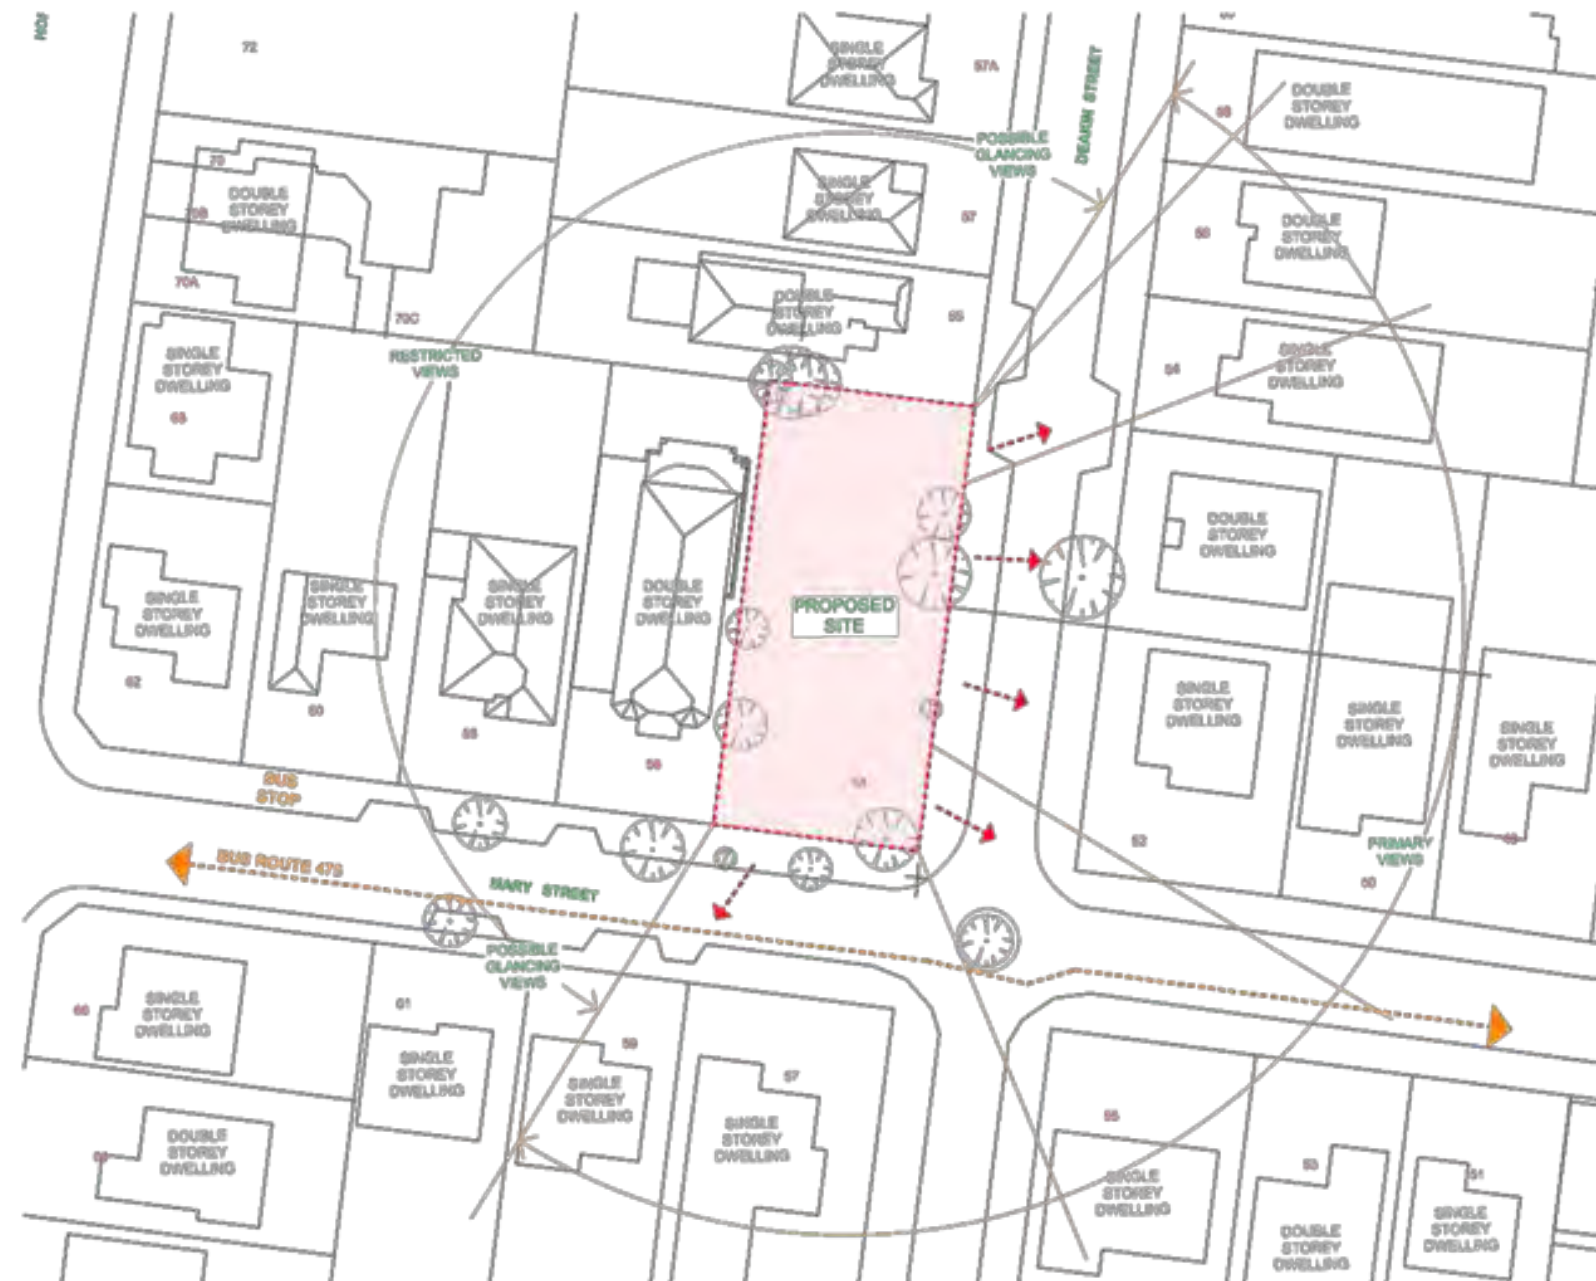 72
SINGLE
STOREY
DWELLING
57A
DEAKIN STREET
DOUBLE
STOREY
DWELLING
POSSIBLE
GLANCING
VIEWS
70
DOUBLE
STOREY
DWELLING
70A
70C
SINGLE
STOREY
DWELLING
57
DOUBLE
STOREY
DWELLING
55
DOUBLE
STOREY
DWELLING
RESTRICTED
VIEWS
SINGLE
STOREY
DWELLING
SINGLE
STOREY
DWELLING
54
DOUBLE
STOREY
DWELLING
SINGLE
STOREY
DWELLING
62
SINGLE
STOREY
DWELLING
60
SINGLE
STOREY
DWELLING
DOUBLE
STOREY
DWELLING
PROPOSED
SITE
SINGLE
STOREY
DWELLING
SINGLE
STOREY
DWELLING
SINGLE
STOREY
DWELLING
BUS
STOP
52
PRIMARY
VIEWS
50
BUS ROUTE 475
MARY STREET
POSSIBLE
GLANCING
VIEWS
SINGLE
STOREY
DWELLING
61
SINGLE
STOREY
DWELLING
59
SINGLE
STOREY
DWELLING
57
SINGLE
STOREY
DWELLING
55
SINGLE
STOREY
DWELLING
DOUBLE
STOREY
DWELLING
53
DOUBLE
STOREY
DWELLING
51
SINGLE
STOREY
DWELLING